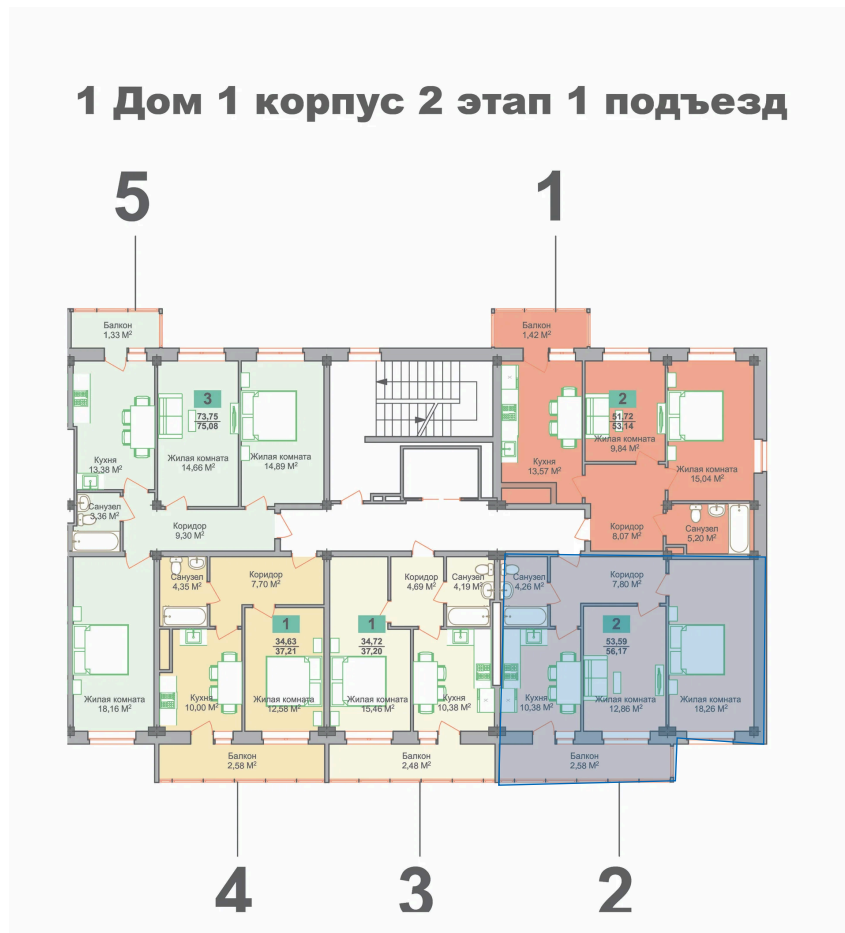 1 Дом 1 корпус 2 этап 1 подъезд
5
1
Балкон
1,33 М²
Балкон
1,42 М²
3
73,75
75,08
2
51,72
53,14
Кухня
13,38 М²
Жилая комната
14,66 М²
Жилая комната
14,89 М²
Кухня
13,57 М²
Жилая комната
9,84 М²
Жилая комната
15,04 М²
Санузел
3,36 М²
Коридор
9,30 М²
Коридор
8,07 М²
Санузел
5,20 М²
Санузел
4,35 М²
Коридор
7,70 М²
Коридор
4,69 М²
Санузел
4,19 М²
Санузел
4,26 М²
Коридор
7,80 М²
1
34,63
37,21
1
34,72
37,20
2
53,59
56,17
Жилая комната
18,16 М²
Кухня
10,00 М²
Жилая комната
12,58 М²
Жилая комната
15,46 М²
Кухня
10,38 М²
Кухня
10,38 М²
Жилая комната
12,86 М²
Жилая комната
18,26 М²
Балкон
2,58 М²
Балкон
2,48 М²
Балкон
2,58 М²
4
3
2